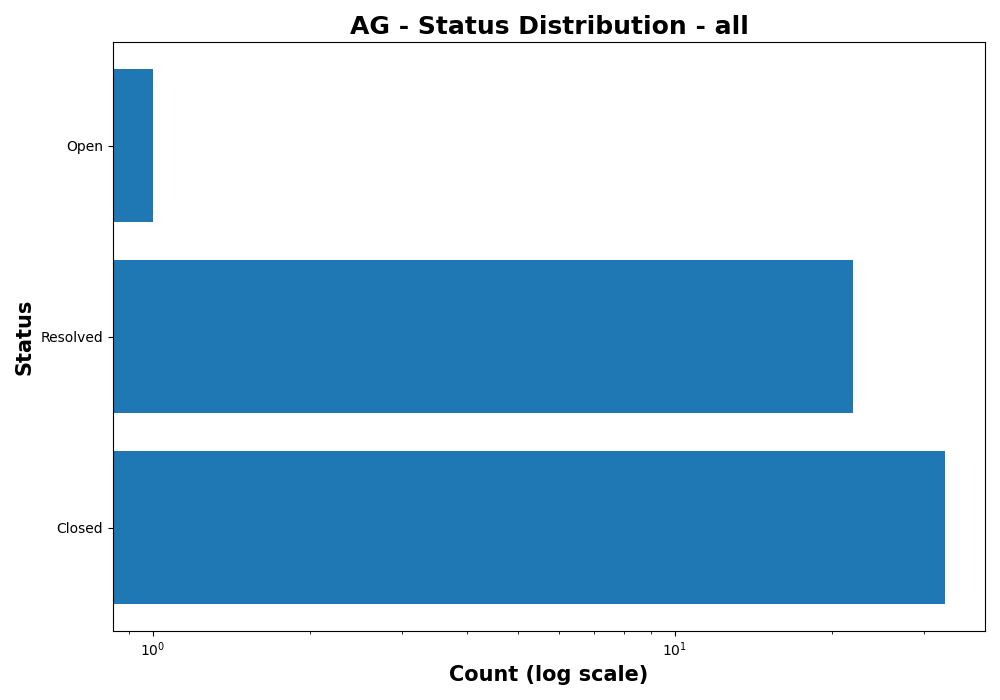 AG - Status Distribution - all
Open
Resolved
Closed
Status
10⁰
10¹
Count (log scale)